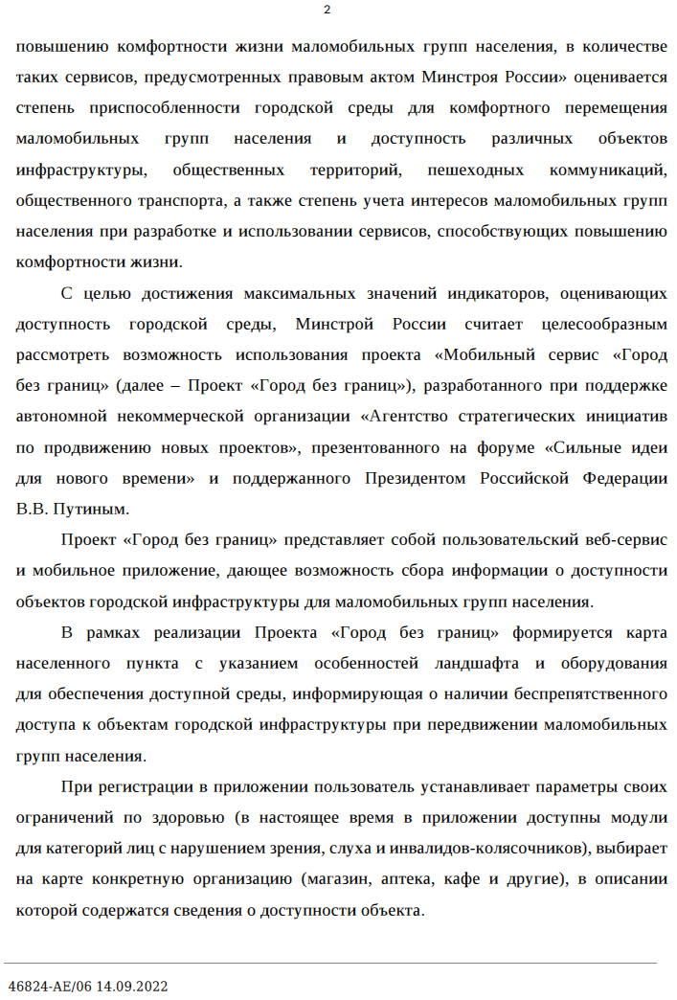 2
повышению комфортности жизни маломобильных групп населения, в количестве
таких сервисов, предусмотренных правовым актом Минстроя России» оценивается
степень приспособленности городской среды для комфортного перемещения
маломобильных групп населения и доступность различных объектов
инфраструктуры, общественных территорий, пешеходных коммуникаций,
общественного транспорта, а также степень учета интересов маломобильных групп
населения при разработке и использовании сервисов, способствующих повышению
комфортности жизни.
С целью достижения максимальных значений индикаторов, оценивающих
доступность городской среды, Минстрой России считает целесообразным
рассмотреть возможность использования проекта «Мобильный сервис «Город
без границ» (далее – Проект «Город без границ»), разработанного при поддержке
автономной некоммерческой организации «Агентство стратегических инициатив
по продвижению новых проектов», презентованного на форуме «Сильные идеи
для нового времени» и поддержанного Президентом Российской Федерации
В.В. Путиным.
Проект «Город без границ» представляет собой пользовательский веб-сервис
и мобильное приложение, дающее возможность сбора информации о доступности
объектов городской инфраструктуры для маломобильных групп населения.
В рамках реализации Проекта «Город без границ» формируется карта
населенного пункта с указанием особенностей ландшафта и оборудования
для обеспечения доступной среды, информирующая о наличии беспрепятственного
доступа к объектам городской инфраструктуры при передвижении маломобильных
групп населения.
При регистрации в приложении пользователь устанавливает параметры своих
ограничений по здоровью (в настоящее время в приложении доступны модули
для категорий лиц с нарушением зрения, слуха и инвалидов-колясочников), выбирает
на карте конкретную организацию (магазин, аптека, кафе и другие), в описании
которой содержатся сведения о доступности объекта.
46824-АЕ/06 14.09.2022